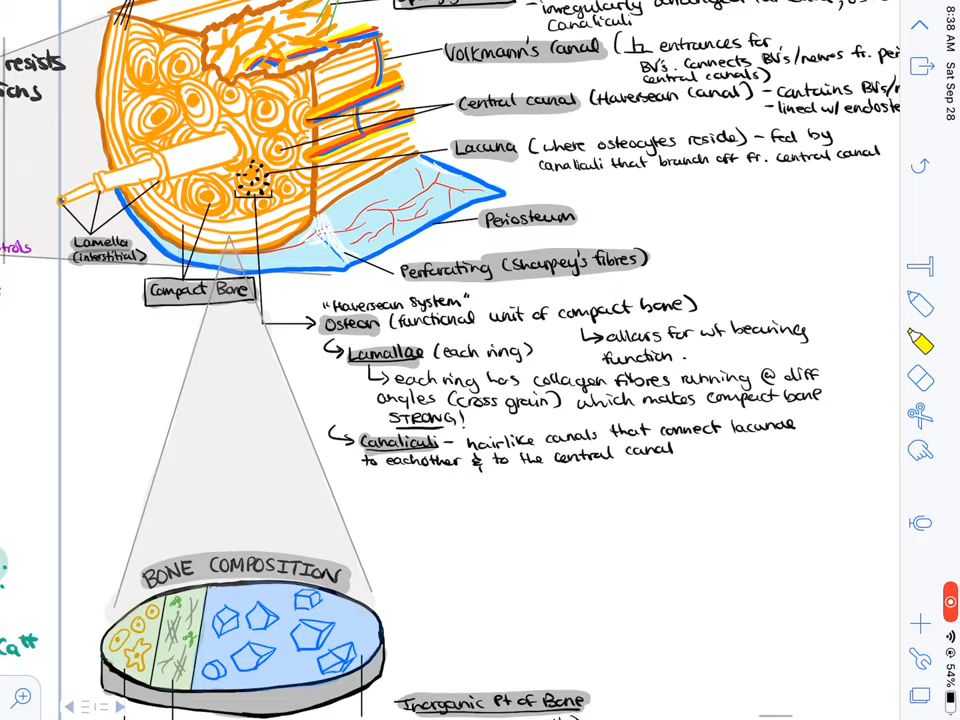 canaliculi
Volkmann's Canal ( entrances for
BV's. Connects BV's/nerves fr. peri
central canals)
Central canal (Haversean Canal) - contains BV's/
- lined w/ endoste
Lacuna (where osteocytes reside) - fed by
canaliculi that branch off fr. central canal
resists
ons
Periosteum
trols
Lamella
(interstitial)
Perforating (Sharpey's fibres)
Compact Bone
"Haversean System"
Osteon (functional unit of compact bone)
↳ allows for wt bearing
function.
↳ Lamallae (each ring)
↳ each ring has collagen fibres running @ diff
angles (cross grain) which makes compact bone
STRONG!
↳ Canaliculi - hairlike canals that connect lacunae
to eachother & to the central canal
BONE COMPOSITION
Ca++
Inorganic Pt of Bone
8:38 AM Sat Sep 28
54%